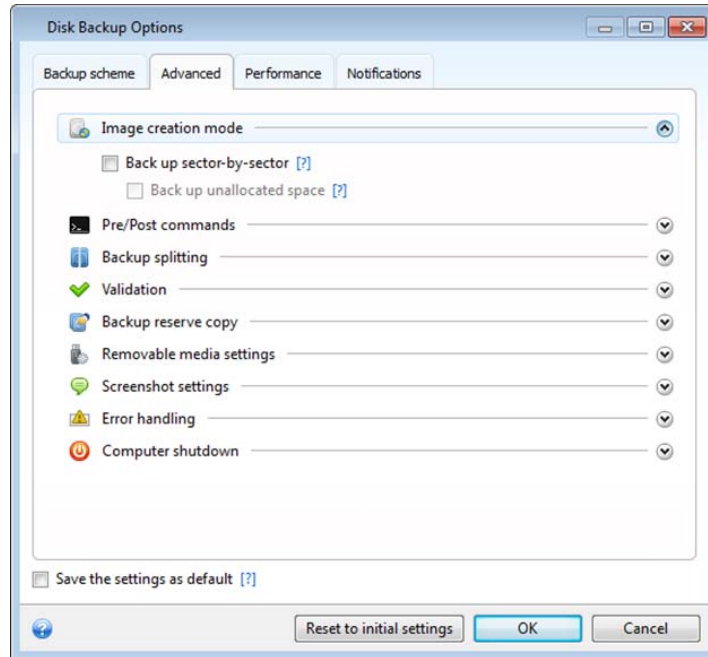 Disk Backup Options
Backup scheme Advanced Performance Notifications
Image creation mode
Back up sector-by-sector [?]
Back up unallocated space [?]
Pre/Post commands
Backup splitting
Validation
Backup reserve copy
Removable media settings
Screenshot settings
Error handling
Computer shutdown
Save the settings as default [?]
Reset to initial settings OK Cancel